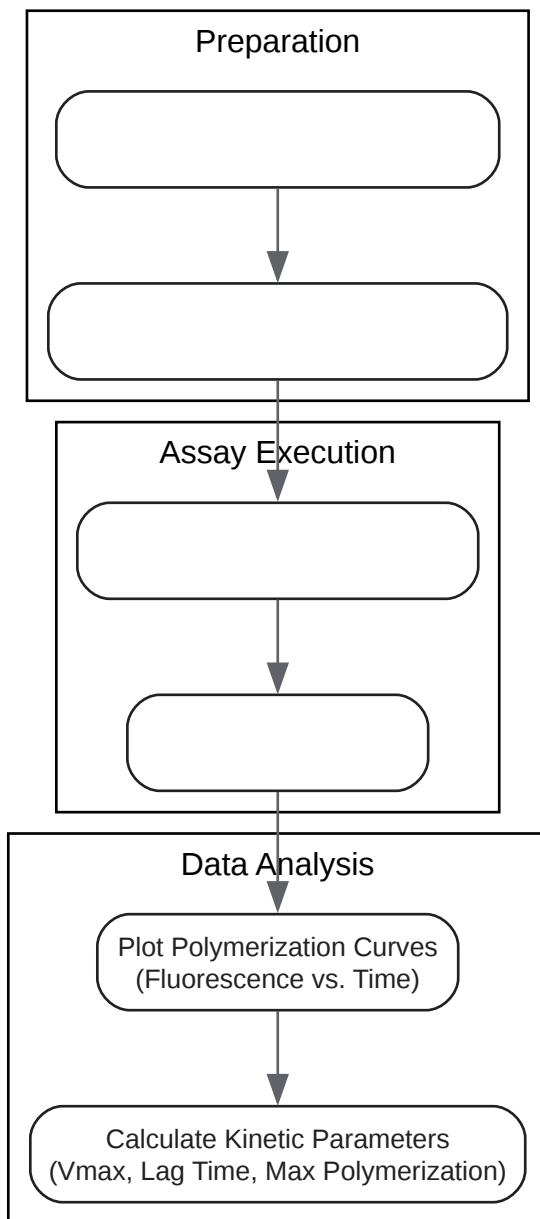 Preparation
Assay Execution
Data Analysis
Plot Polymerization Curves
(Fluorescence vs. Time)
Calculate Kinetic Parameters
(Vmax, Lag Time, Max Polymerization)